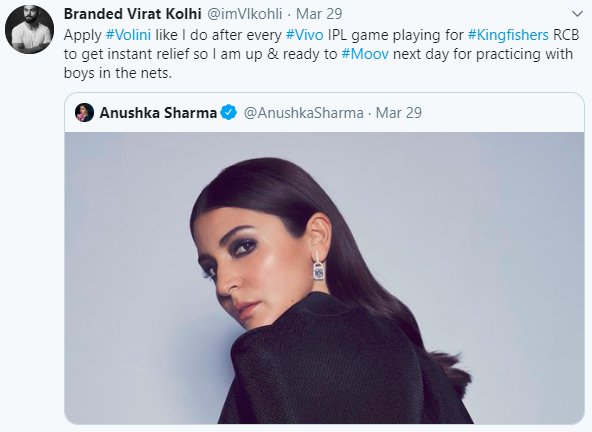 Branded Virat Kolhi @imVlkohli · Mar 29
Apply #Volini like I do after every #Vivo IPL game playing for #Kingfishers RCB
to get instant relief so I am up & ready to #Moov next day for practicing with
boys in the nets.
Anushka Sharma @AnushkaSharma · Mar 29